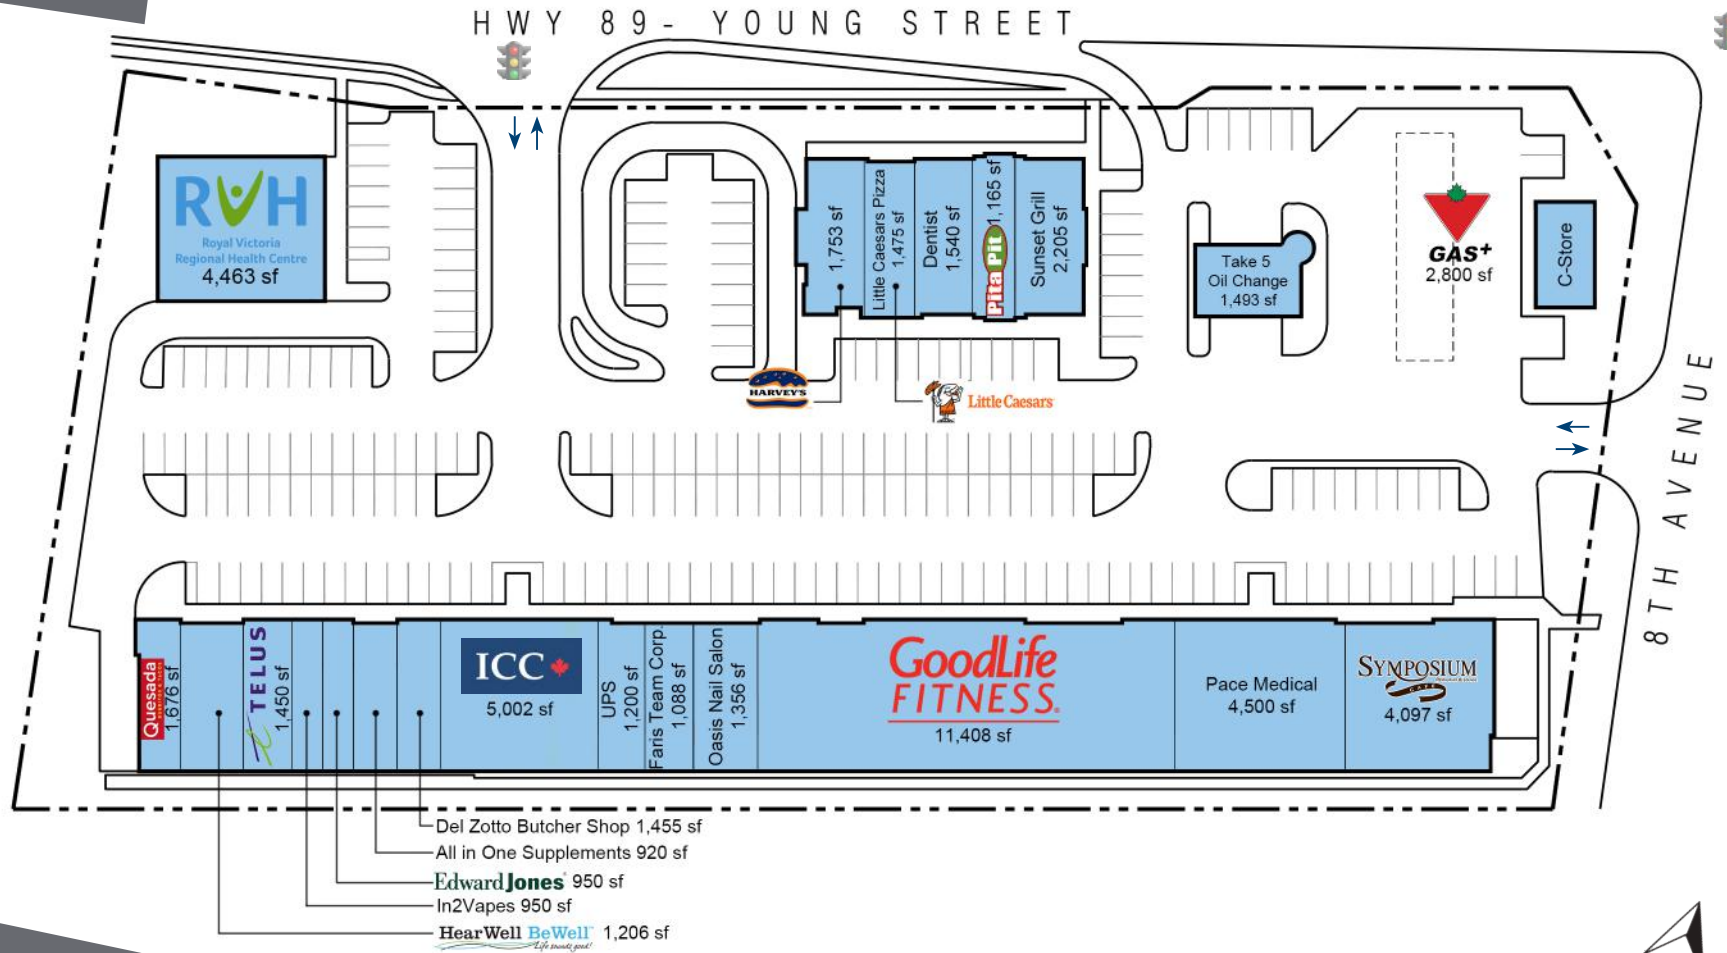 HWY 89- YOUNG STREET
RVH
Royal Victoria
Regional Health Centre
4,463 sf
1,753 sf
Little Caesars Pizza
1,475 sf
Dentist
1,540 sf
Pita Pit 1,165 sf
Sunset Grill
2,205 sf
Take 5
Oil Change
1,493 sf
GAS+
2,800 sf
C-Store
HARVEY'S
Little Caesars
8TH AVENUE
Quesada
1,676 sf
TELUS
1,450 sf
ICC
5,002 sf
UPS
1,200 sf
Faris Team Corp.
1,088 sf
Oasis Nail Salon
1,356 sf
GoodLife
FITNESS.
11,408 sf
Pace Medical
4,500 sf
SYMPOSIUM
CAFE
4,097 sf
Del Zotto Butcher Shop 1,455 sf
All in One Supplements 920 sf
Edward Jones 950 sf
In2Vapes 950 sf
HearWell BeWell™ 1,206 sf
Life sounds good!